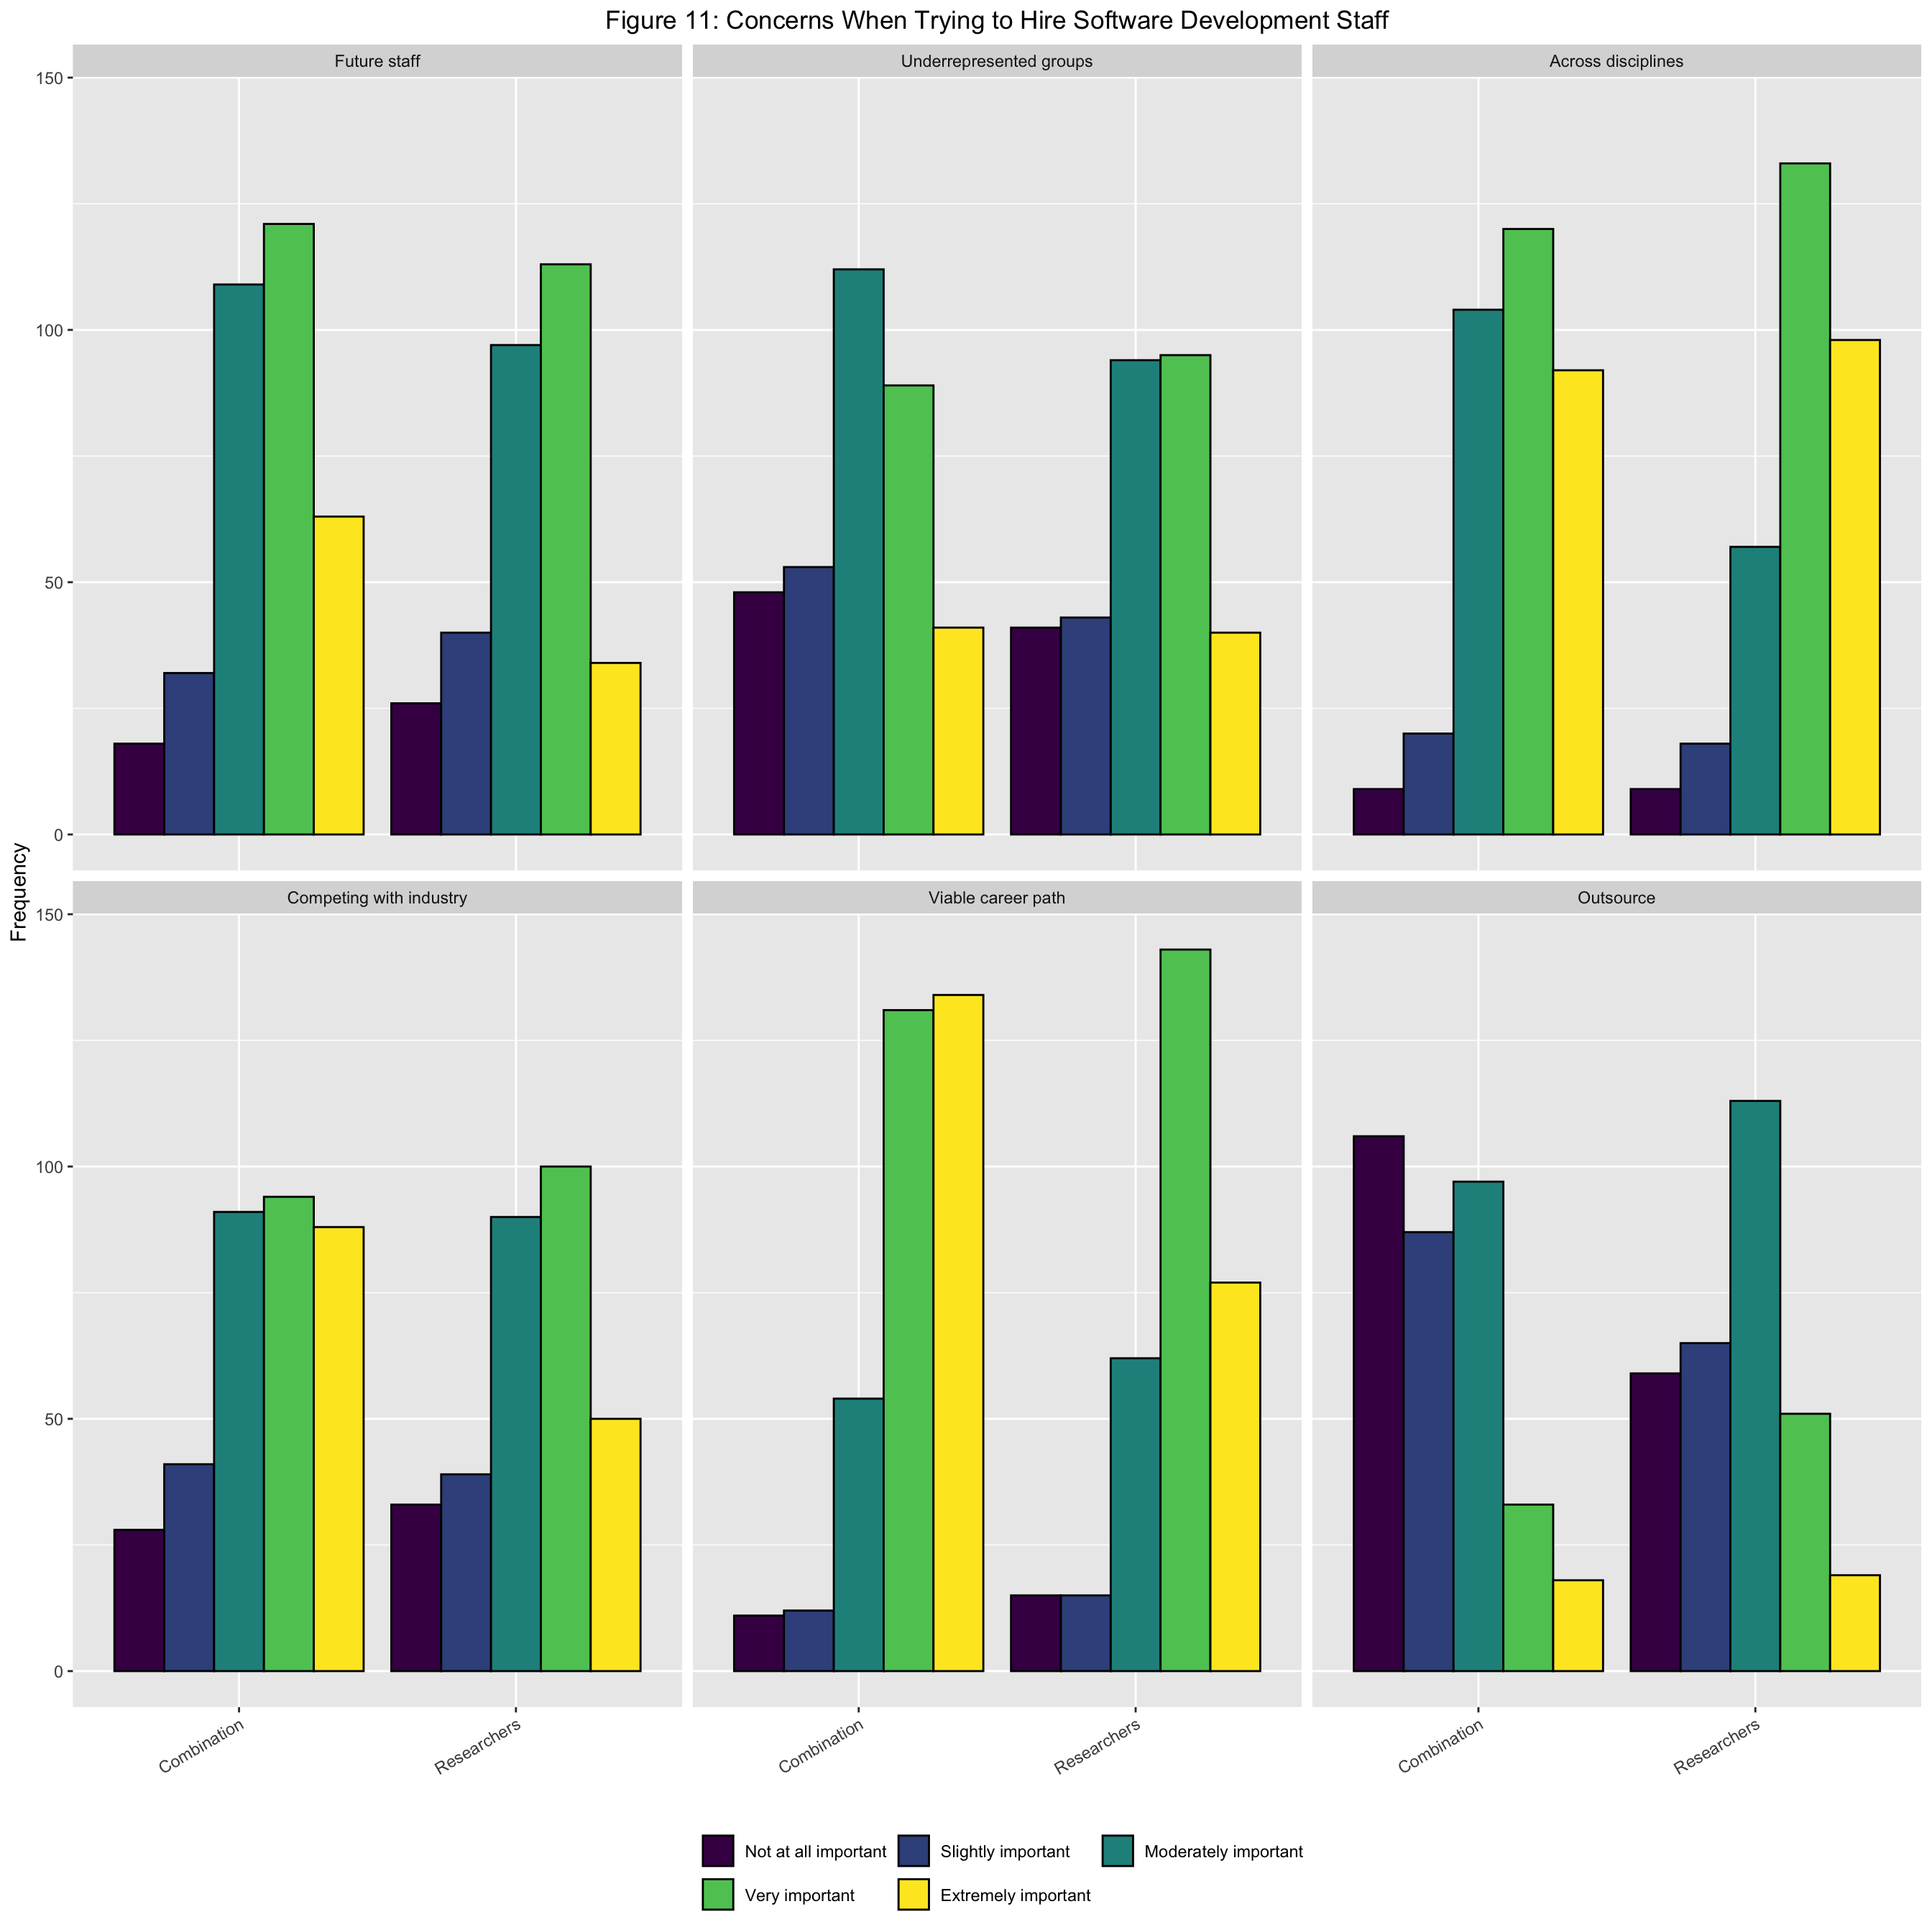 Figure 11: Concerns When Trying to Hire Software Development Staff
Future staff
Underrepresented groups
Across disciplines
150
100
50
0
Frequency
Competing with industry
Viable career path
Outsource
150
100
50
0
Combination
Researchers
Combination
Researchers
Combination
Researchers
Not at all important
Slightly important
Moderately important
Very important
Extremely important